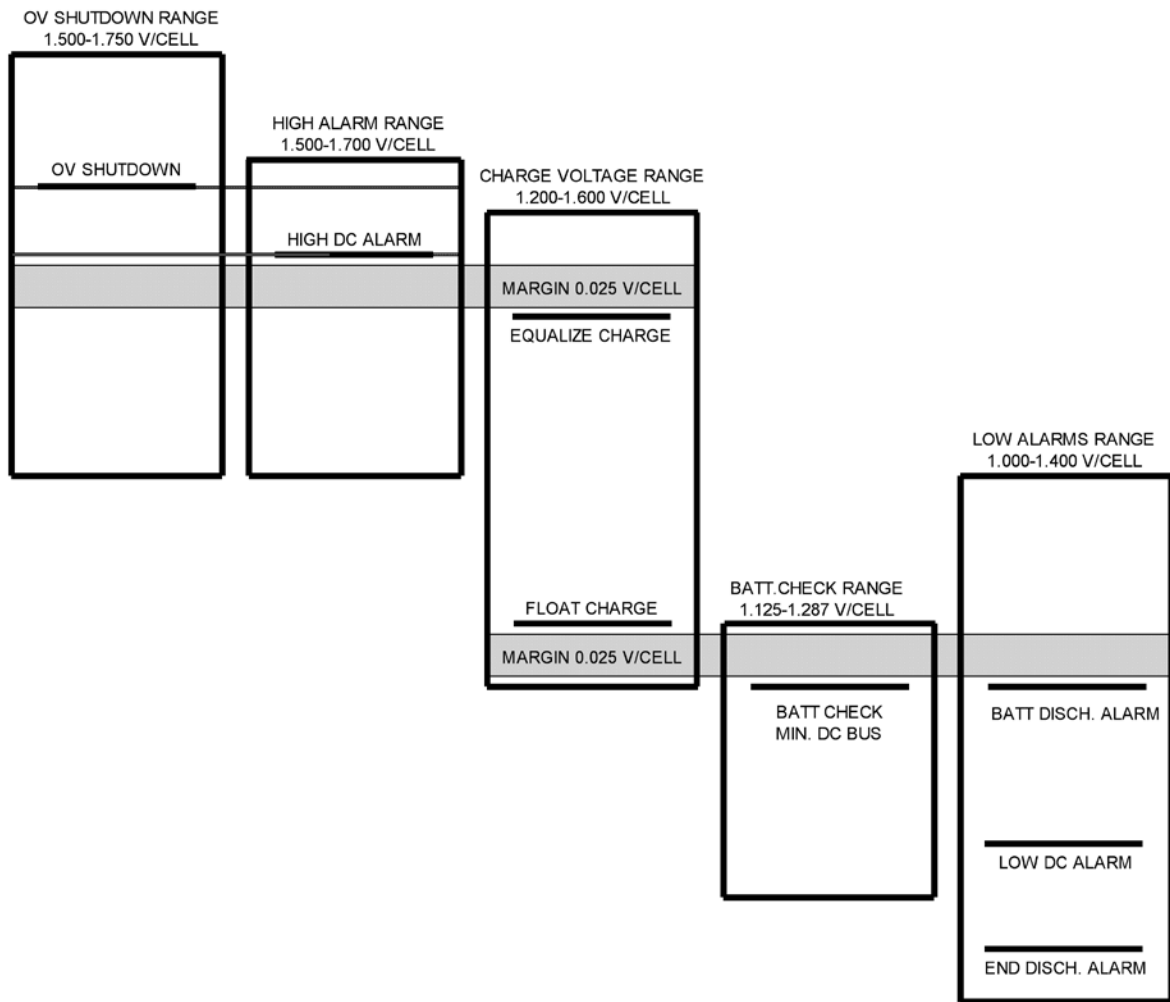 OV SHUTDOWN RANGE
1.500-1.750 V/CELL
OV SHUTDOWN
HIGH ALARM RANGE
1.500-1.700 V/CELL
HIGH DC ALARM
CHARGE VOLTAGE RANGE
1.200-1.600 V/CELL
MARGIN 0.025 V/CELL
EQUALIZE CHARGE
FLOAT CHARGE
MARGIN 0.025 V/CELL
BATT.CHECK RANGE
1.125-1.287 V/CELL
BATT CHECK
MIN. DC BUS
LOW ALARMS RANGE
1.000-1.400 V/CELL
BATT DISCH. ALARM
LOW DC ALARM
END DISCH. ALARM